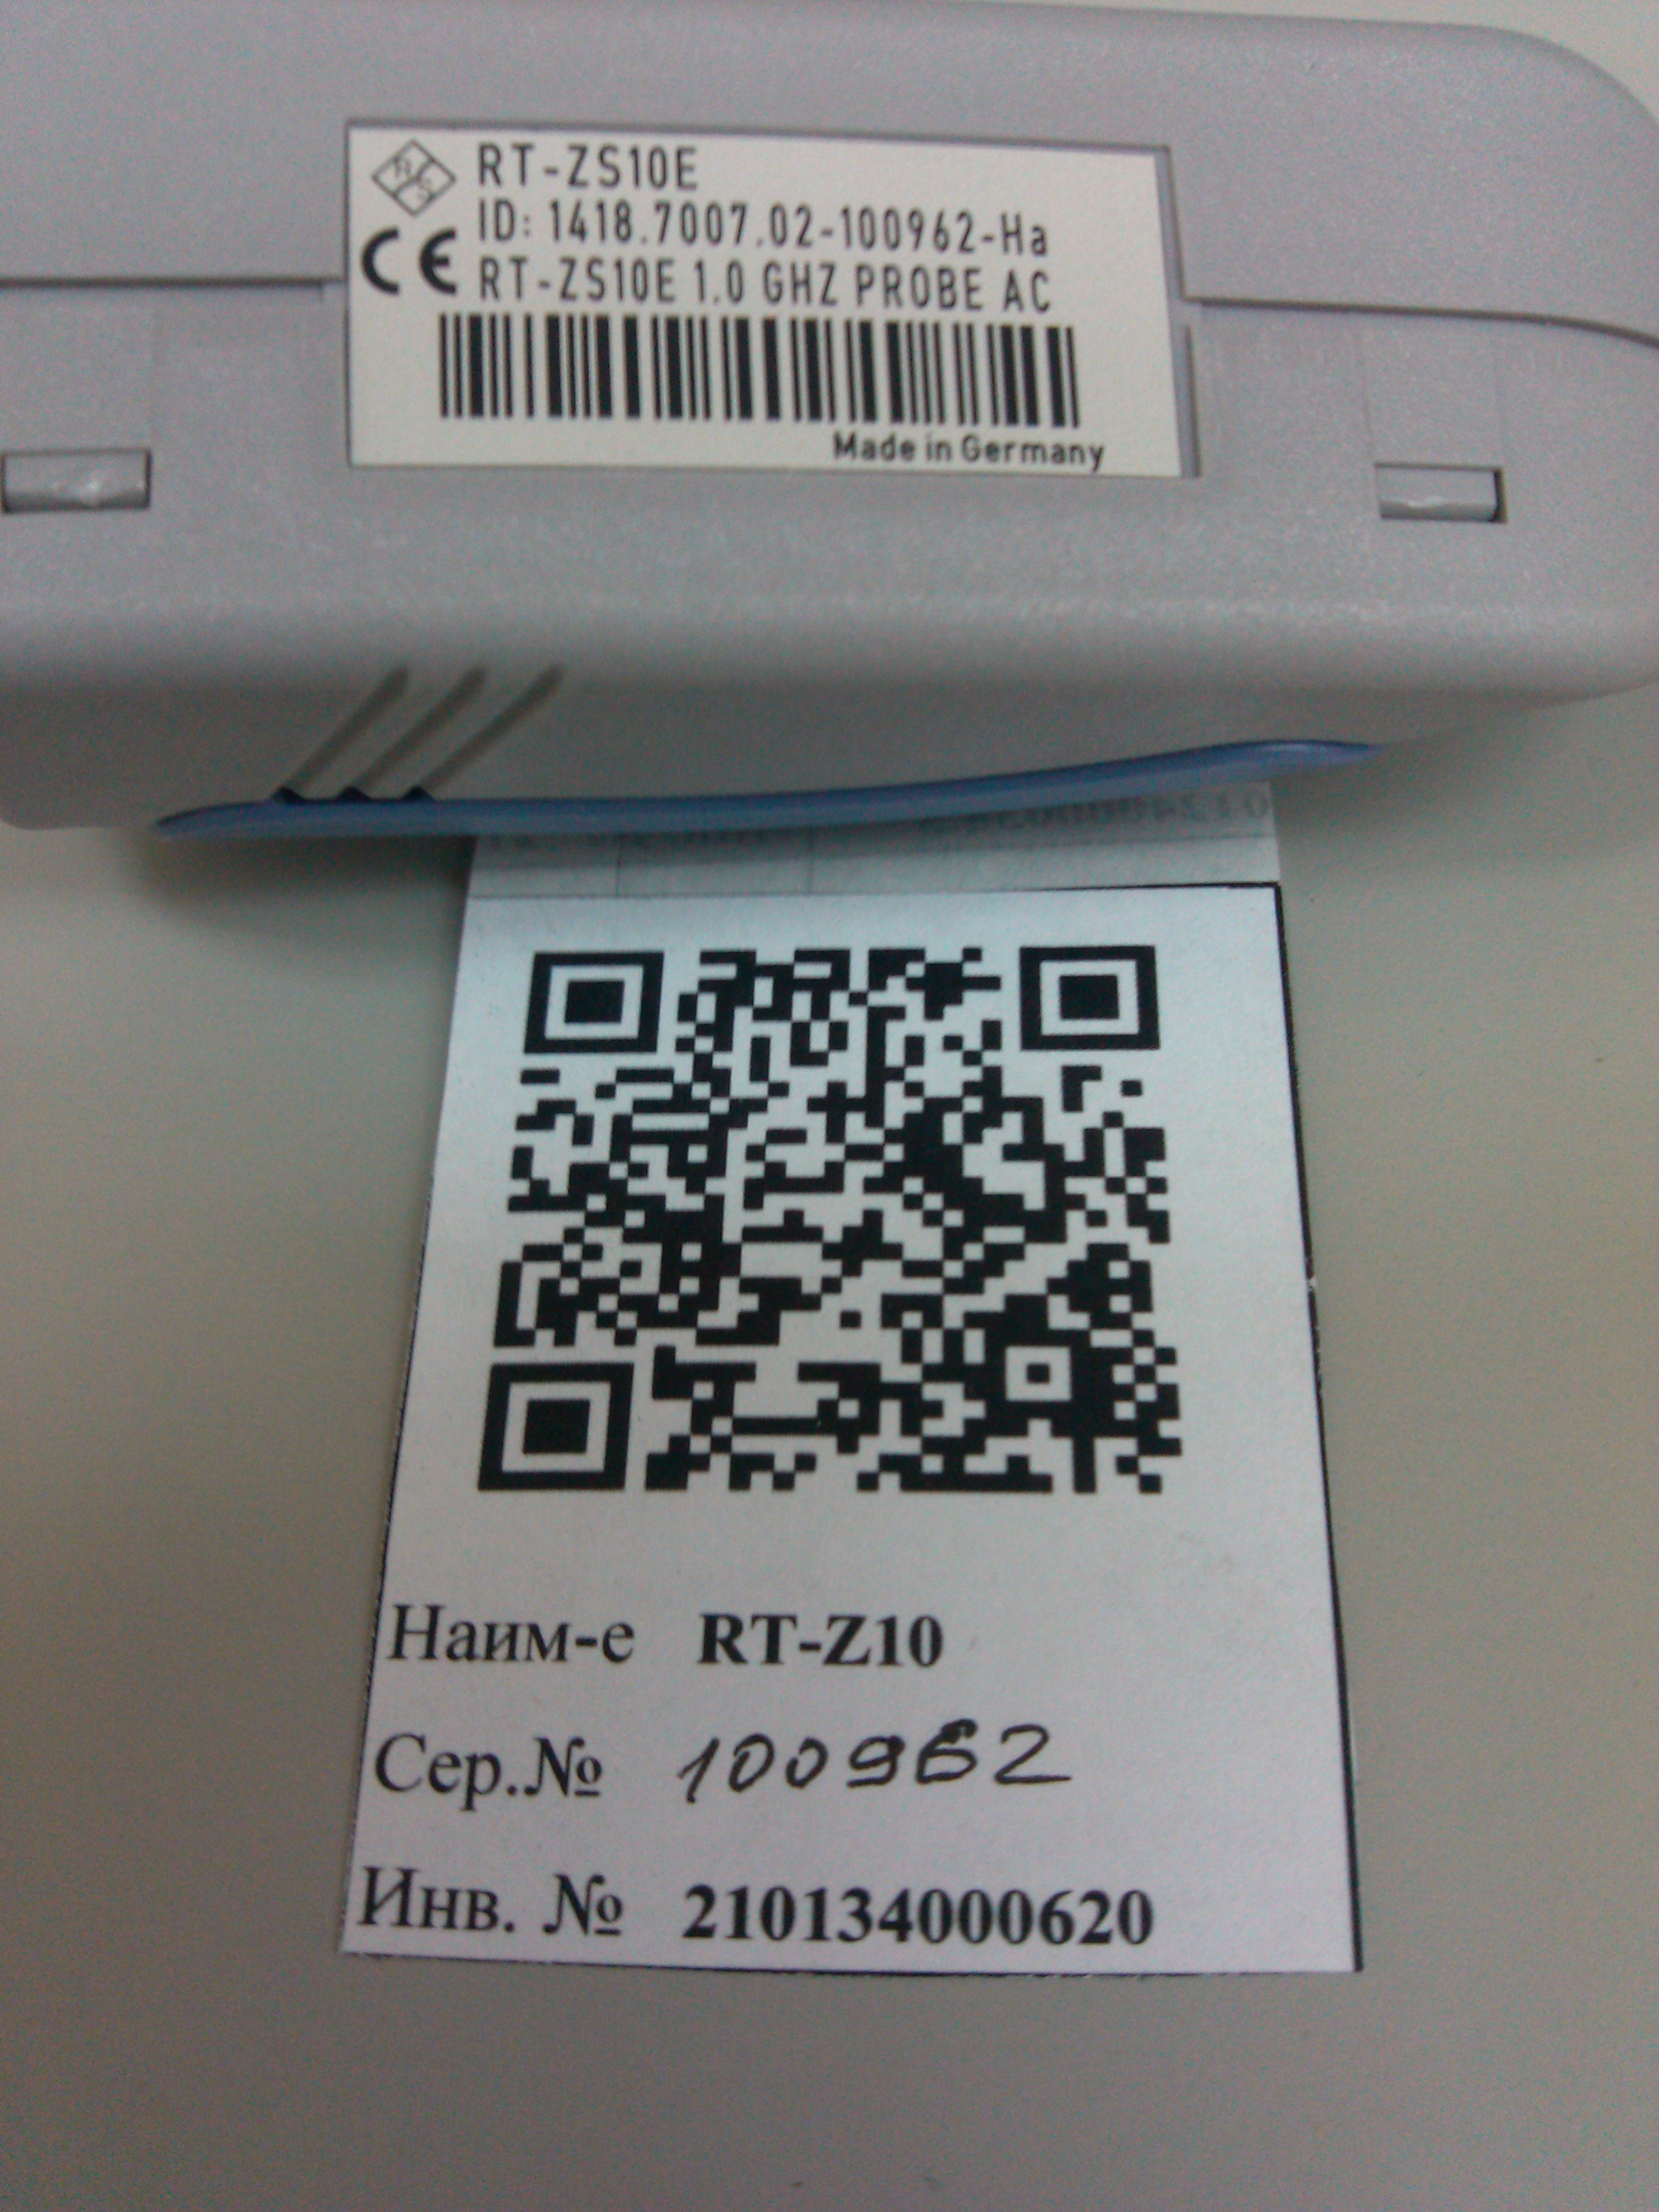 RT-ZS10E
ID: 1418.7007.02-100962-Ha
CE RT-ZS10E 1.0 GHZ PROBE AC
Made in Germany
Наим-е RT-Z10
Сер.№ 100962
Инв. № 210134000620